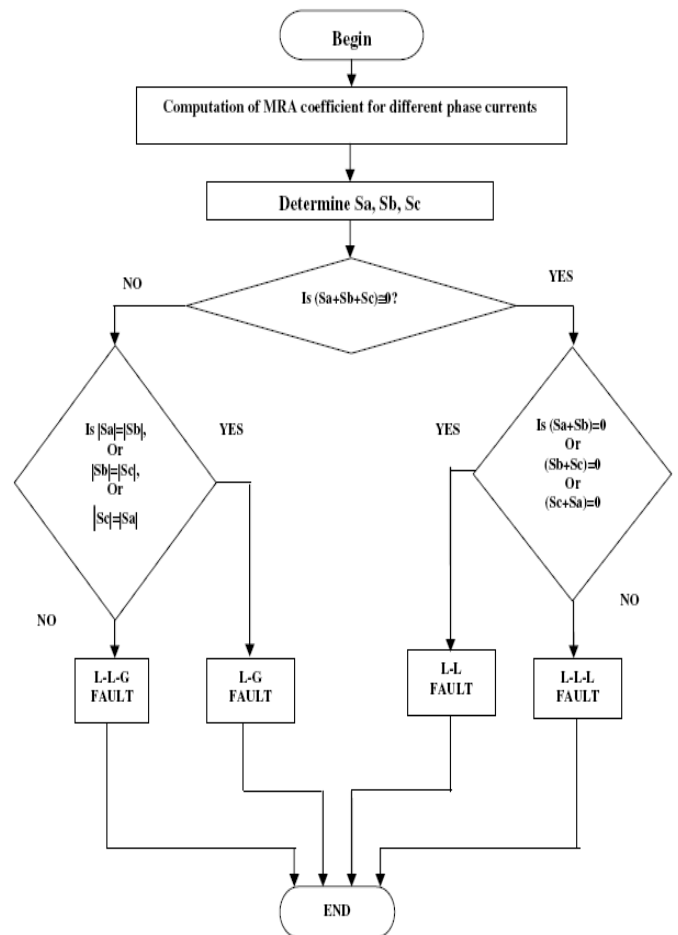 Begin
Computation of MRA coefficient for different phase currents
Determine Sa, Sb, Sc
NO
YES
Is (Sa+Sb+Sc)≅0?
Is |Sa|=|Sb|,
Or
|Sb|=|Sc|,
Or
|Sc|=|Sa|
YES
YES
Is (Sa+Sb)=0
Or
(Sb+Sc)=0
Or
(Sc+Sa)=0
NO
NO
L-L-G
FAULT
L-G
FAULT
L-L
FAULT
L-L-L
FAULT
END